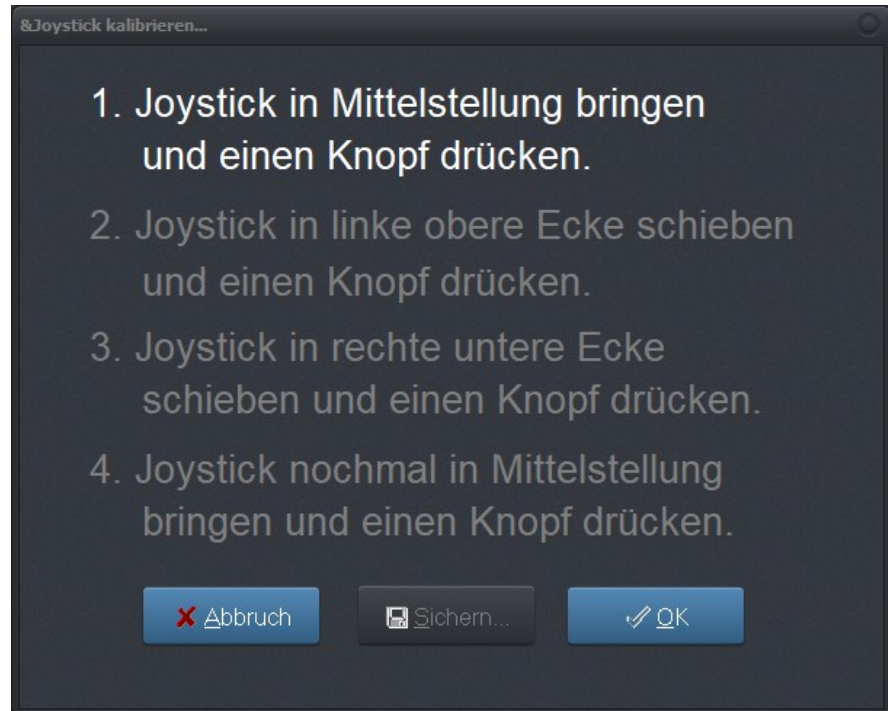 &Joystick kalibrieren...
1. Joystick in Mittelstellung bringen
und einen Knopf drücken.
2. Joystick in linke obere Ecke schieben
und einen Knopf drücken.
3. Joystick in rechte untere Ecke
schieben und einen Knopf drücken.
4. Joystick nochmal in Mittelstellung
bringen und einen Knopf drücken.
Abbruch Sichern... OK